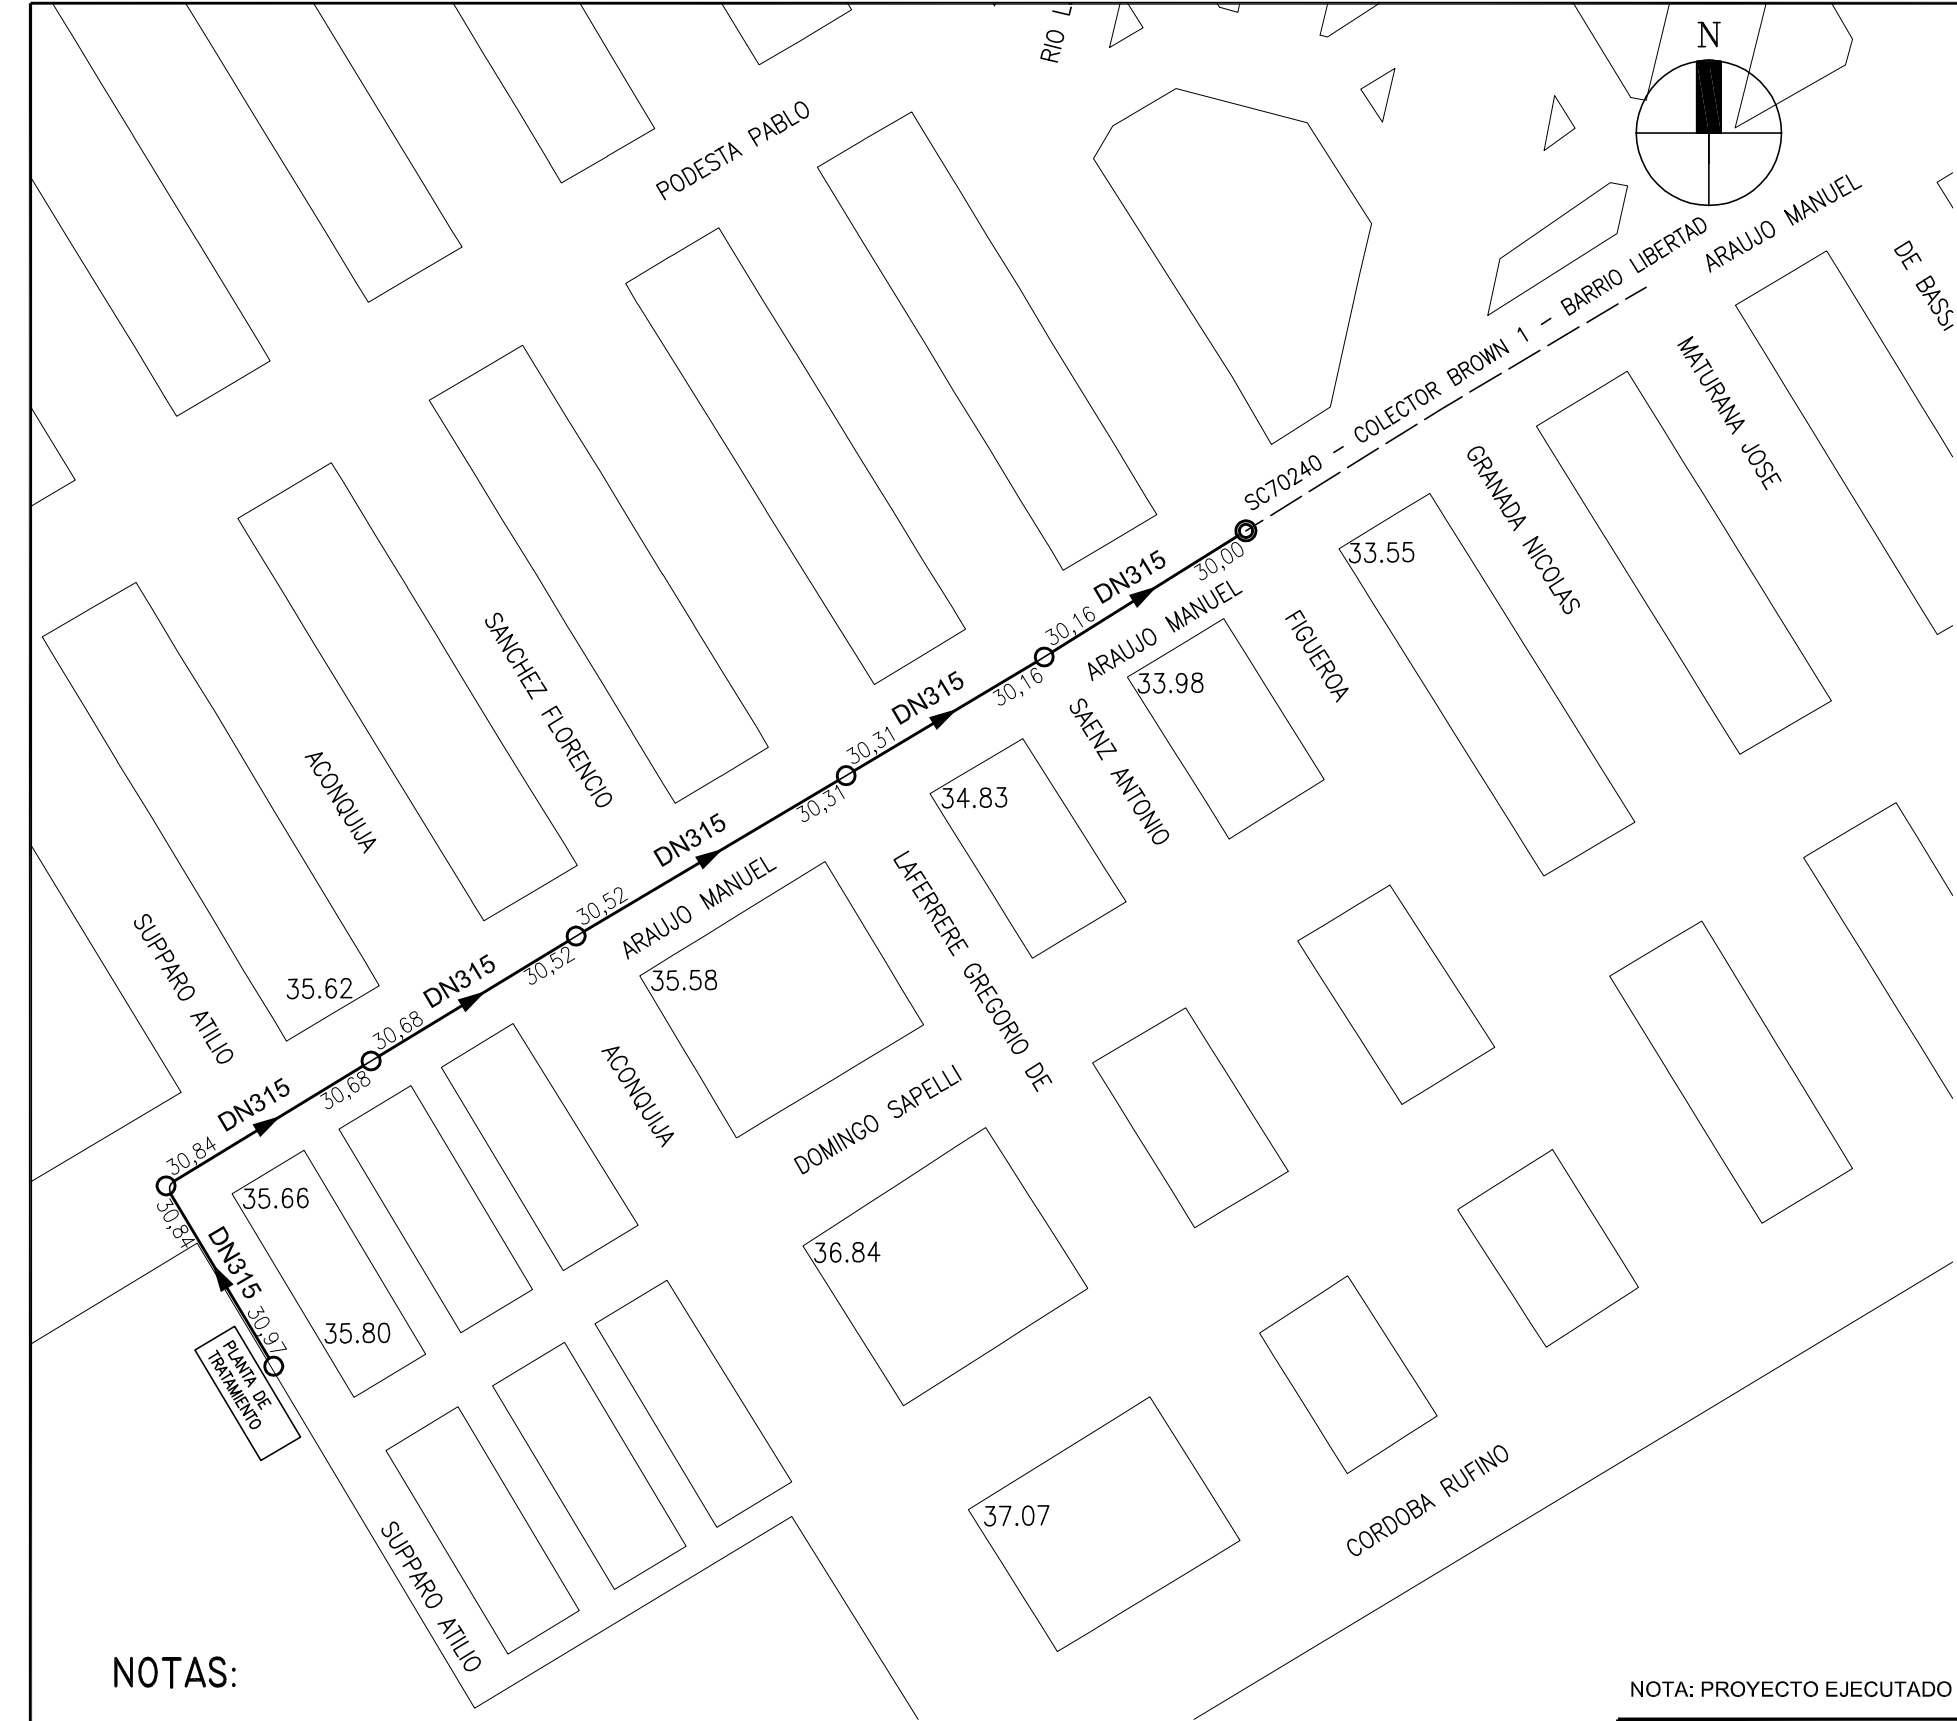 N
RIO L
PODESTA PABLO
ARAUJO MANUEL
DE BASSI
SC70240 - COLECTOR BROWN 1 - BARRIO LIBERTAD
MATURANA JOSE
GRANADA NICOLAS
33.55
30,00
DN315
ARAUJO MANUEL
FIGUEROA
30,16
30,16
33.98
SAENZ ANTONIO
DN315
SANCHEZ FLORENCIO
30,31
30,31
34.83
ACONQUIJA
DN315
ARAUJO MANUEL
LAFERRERE GREGORIO DE
30,52
30,52
35.58
SUPPARO ATILIO
35.62
DN315
30,68
30,68
ACONQUIJA
DOMINGO SAPELLI
DN315
30,84
30,84
35.66
DN315
36.84
30,97
35.80
PLANTA DE
TRATAMIENTO
37.07
CORDOBA RUFINO
SUPPARO ATILIO
NOTAS:
NOTA: PROYECTO EJECUTADO